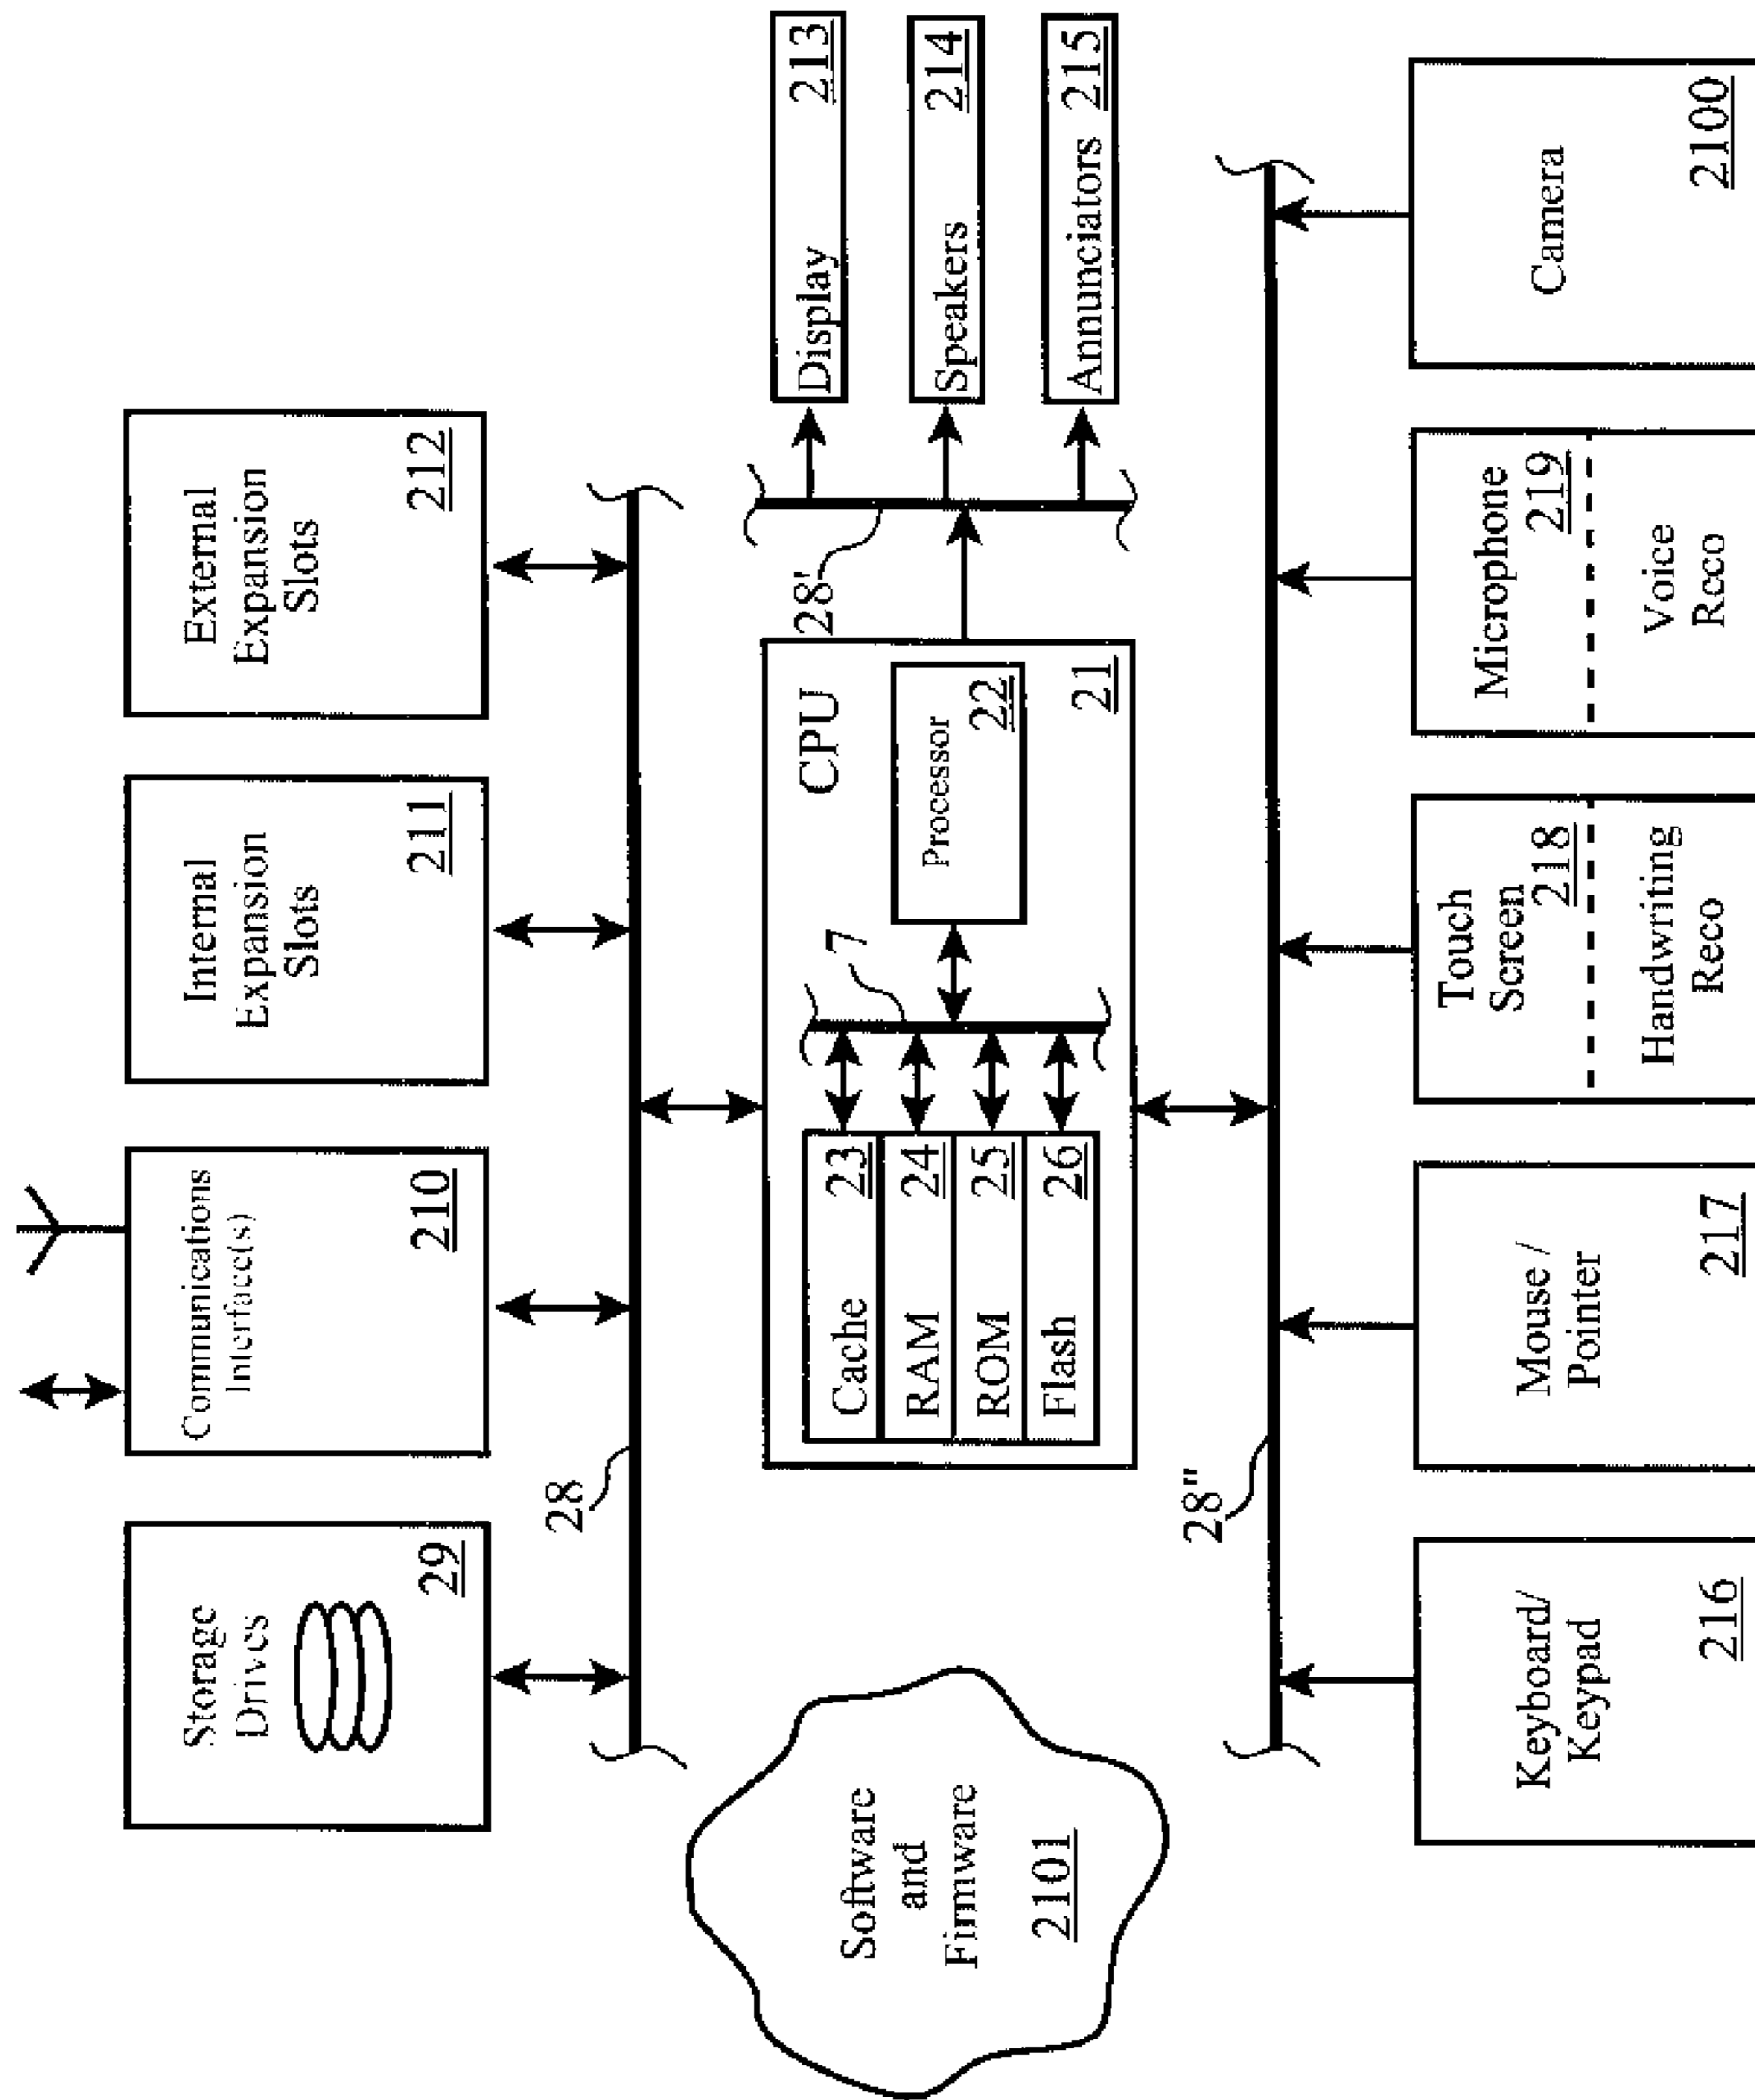 Storage
Drives
29
Communications
Interface(s)
210
Internal
Expansion
Slots
211
External
Expansion
Slots
212
28
Software
and
Firmware
2101
CPU
Cache 23
RAM 24
ROM 25
Flash 26
7
Processor
22
21
28'
Display 213
Speakers 214
Annunciators 215
28"
Keyboard/
Keypad
216
Mouse /
Pointer
217
Touch
Screen
218
Handwriting
Reco
Microphone
219
Voice
Reco
Camera
2100